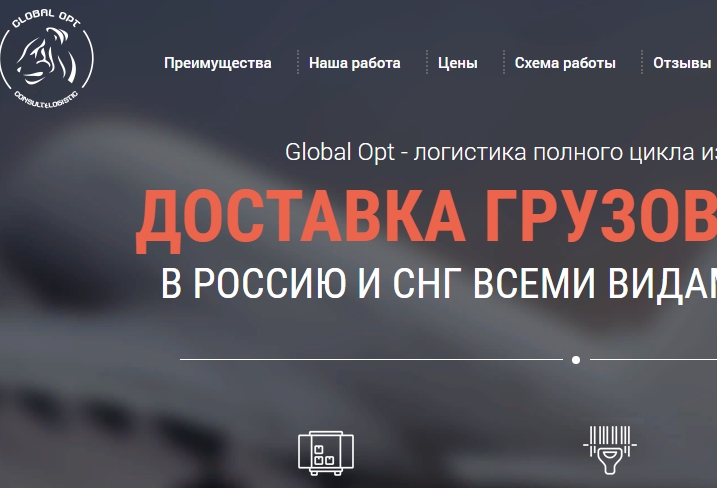 GLOBAL OPT
CONSULT&LOGISTIC
Преимущества Наша работа Цены Схема работы Отзывы
Global Opt - логистика полного цикла из
ДОСТАВКА ГРУЗОВ
В РОССИЮ И СНГ ВСЕМИ ВИДАМ